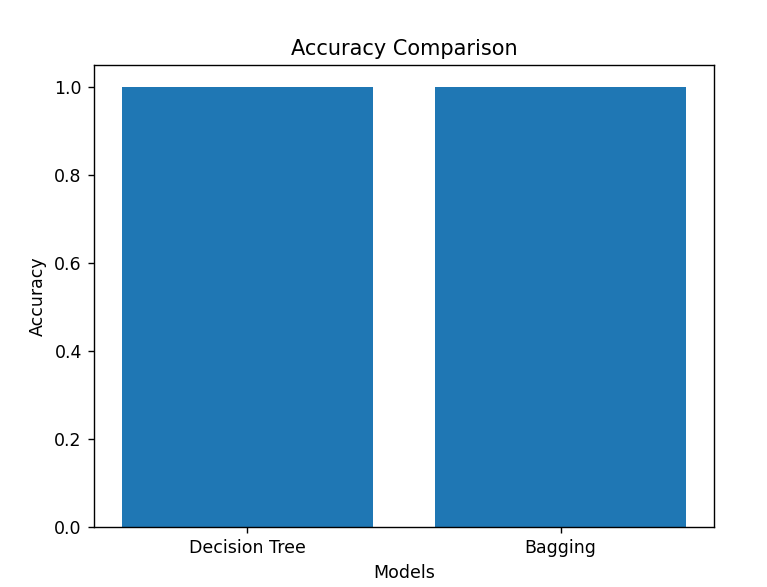 Accuracy Comparison
Accuracy
1.0
0.8
0.6
0.4
0.2
0.0
Decision Tree
Bagging
Models